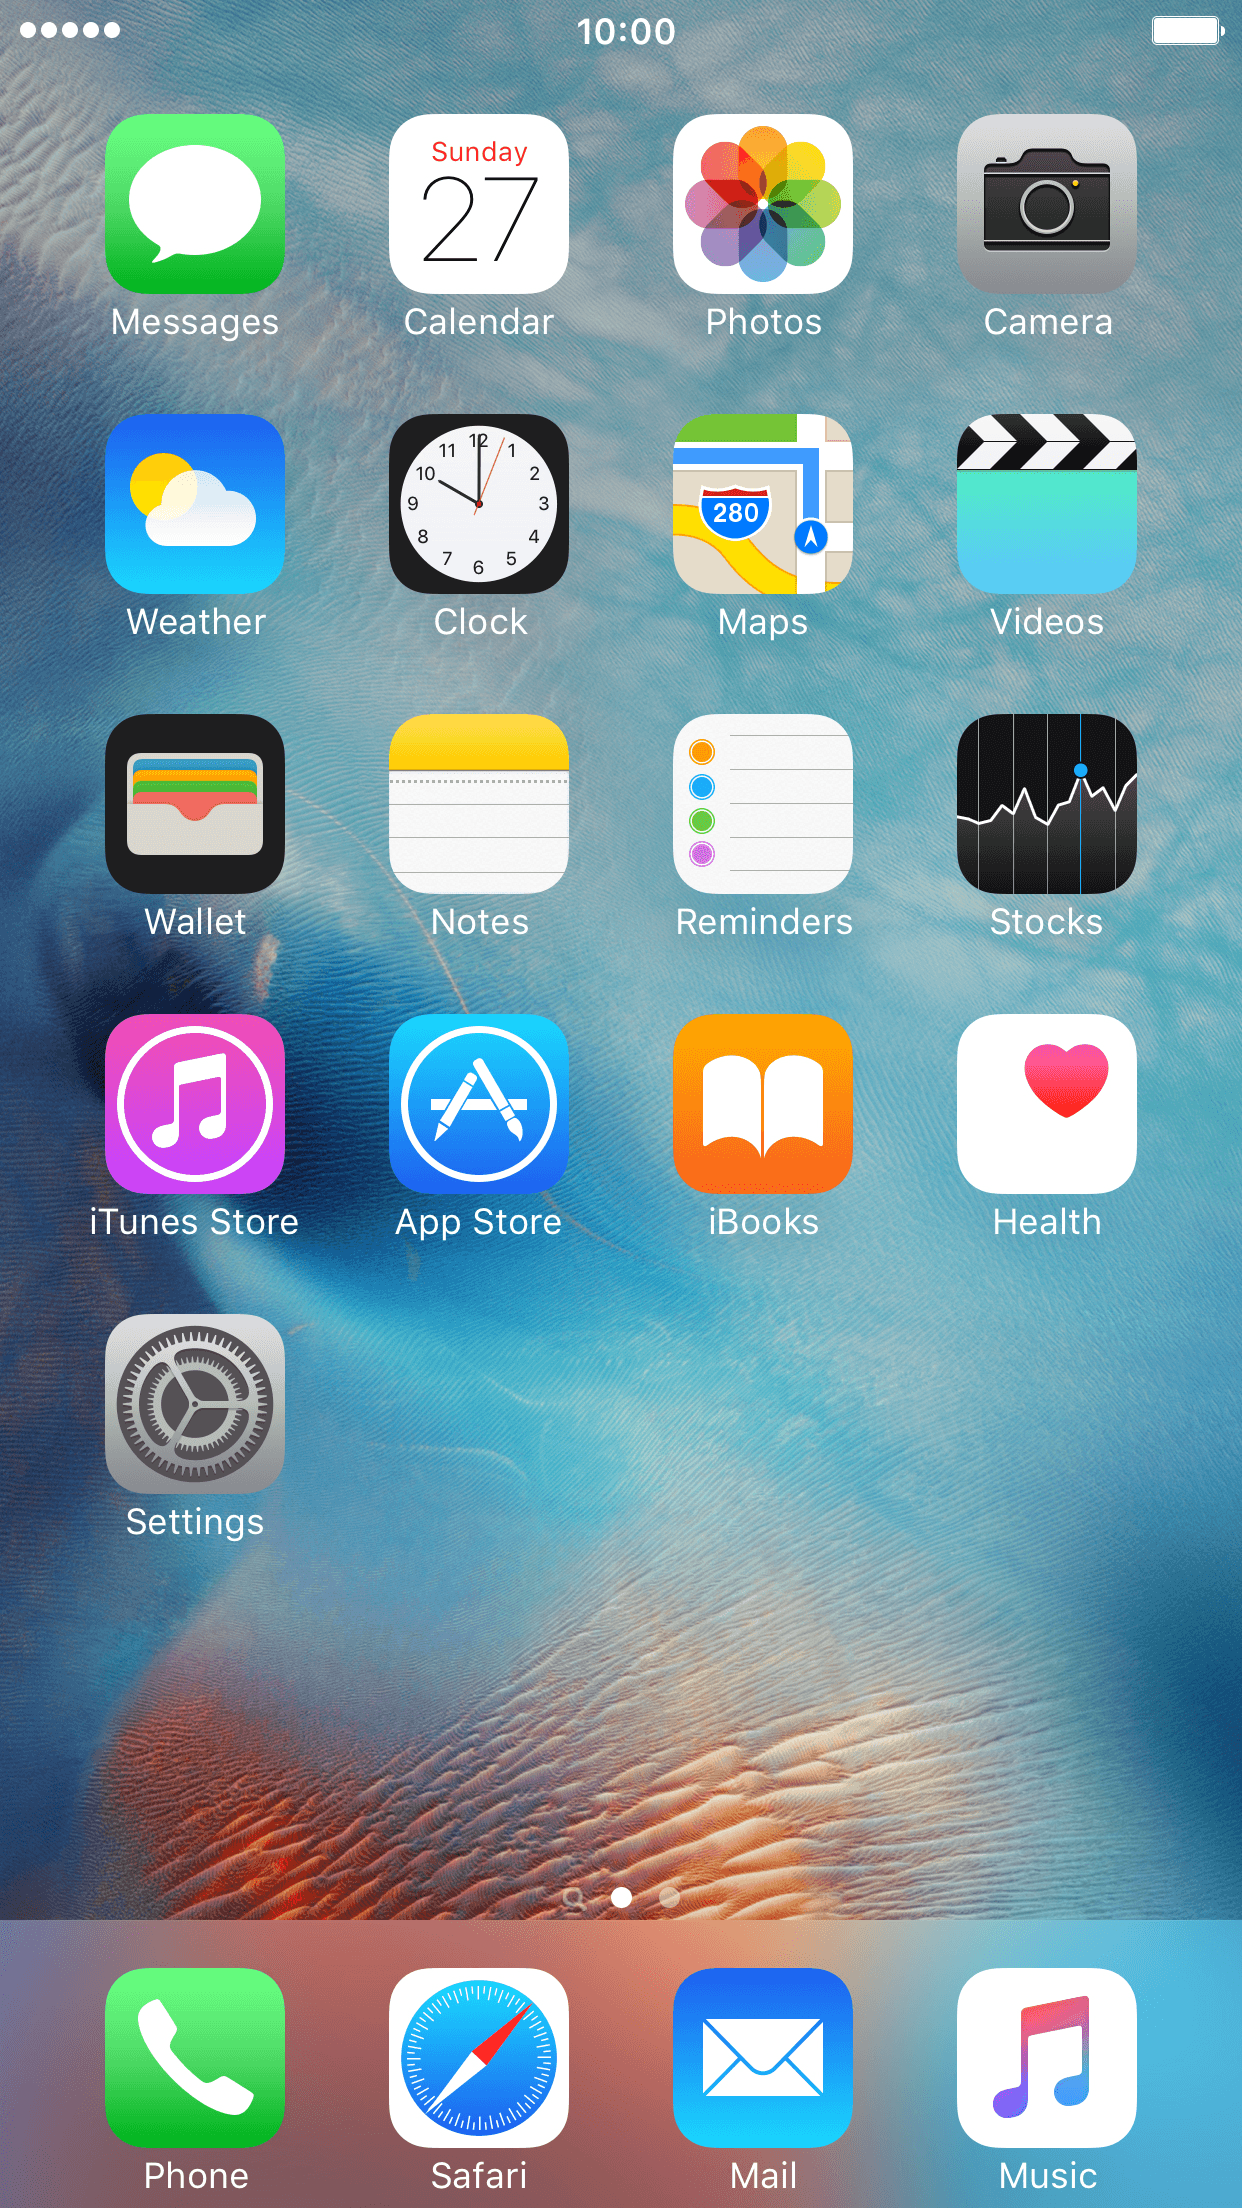 10:00
Sunday
27
Messages
Calendar
Photos
Camera
12
11
1
10
2
9
3
8
4
7
5
6
280
Weather
Clock
Maps
Videos
Wallet
Notes
Reminders
Stocks
iTunes Store
App Store
iBooks
Health
Settings
Phone
Safari
Mail
Music